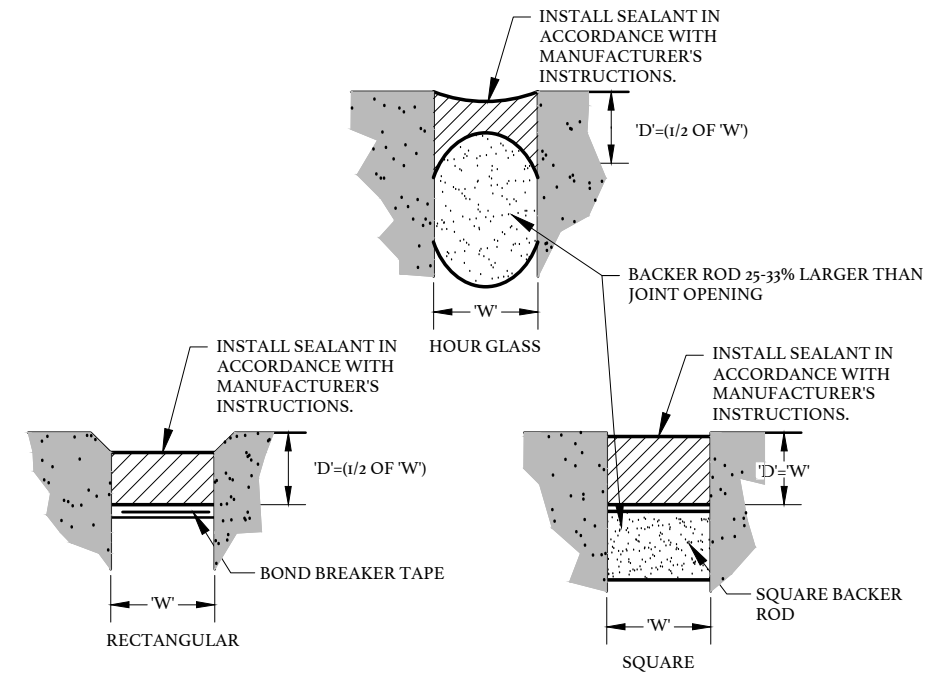 INSTALL SEALANT IN
ACCORDANCE WITH
MANUFACTURER'S
INSTRUCTIONS.
'D'=(1/2 OF 'W')
BACKER ROD 25-33% LARGER THAN
JOINT OPENING
'W'
HOUR GLASS
INSTALL SEALANT IN
ACCORDANCE WITH
MANUFACTURER'S
INSTRUCTIONS.
'D'=(1/2 OF 'W')
BOND BREAKER TAPE
'W'
RECTANGULAR
INSTALL SEALANT IN
ACCORDANCE WITH
MANUFACTURER'S
INSTRUCTIONS.
'D'='W'
SQUARE BACKER
ROD
'W'
SQUARE